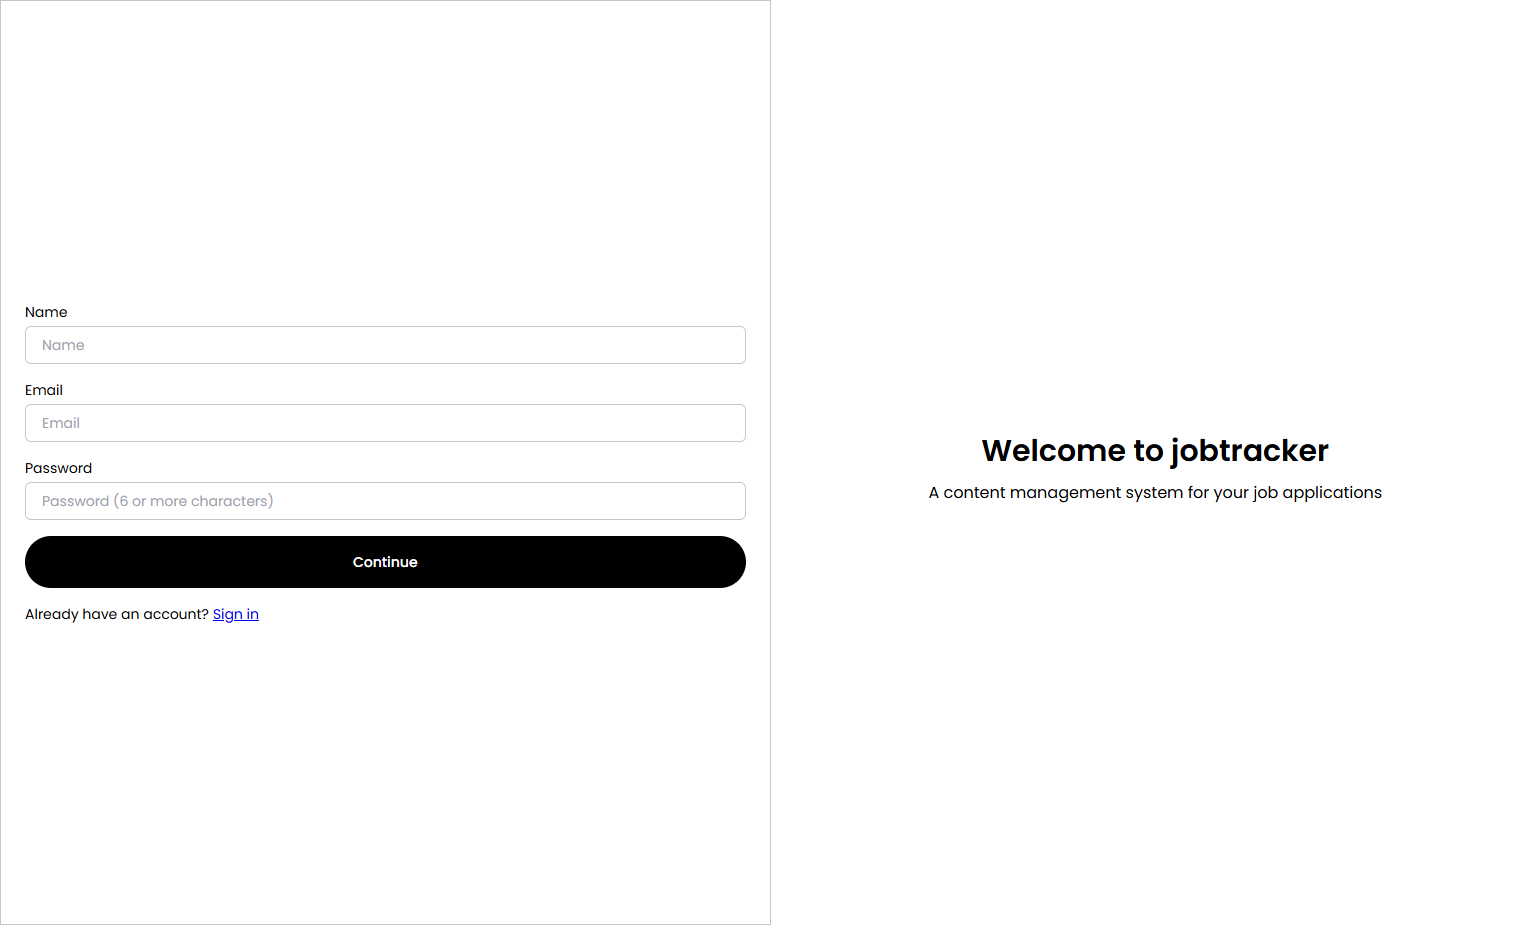 Name
Name
Email
Email
Password
Password (6 or more characters)
Continue
Already have an account? Sign in
Welcome to jobtracker
A content management system for your job applications